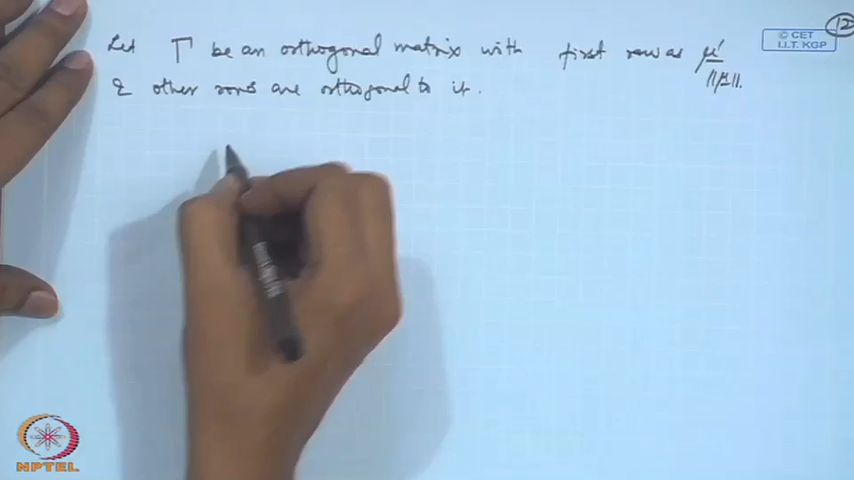 12
© CET
I.I.T. KGP
Let Γ be an orthogonal matrix with first row as μ'/||μ||
& other rows are orthogonal to it.
NPTEL